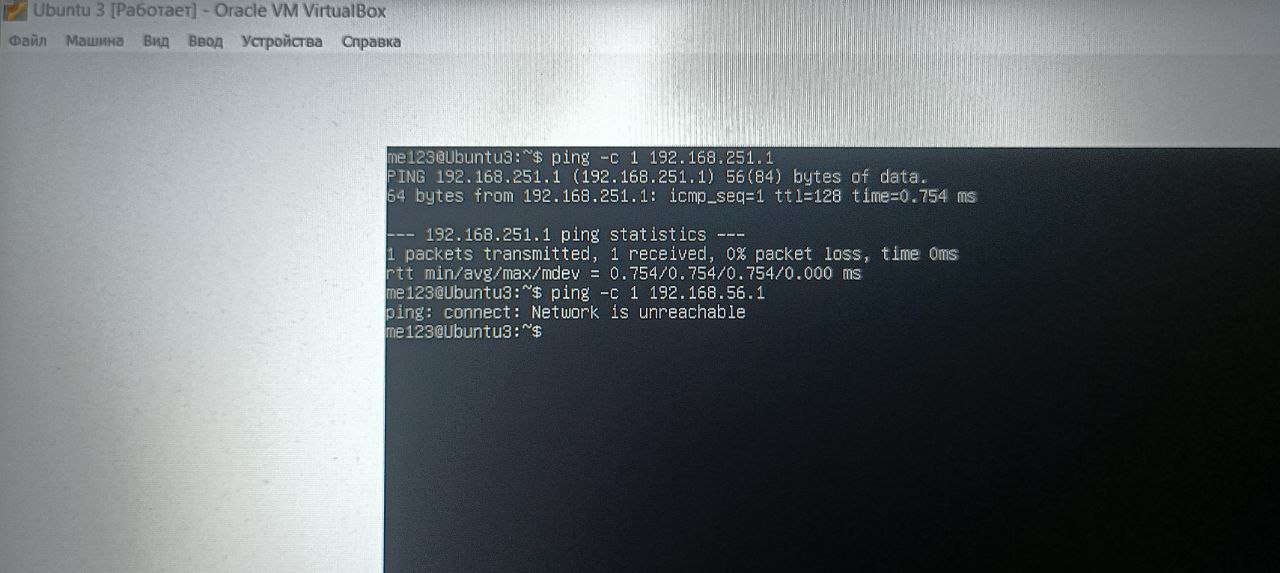 Ubuntu 3 [Работает] - Oracle VM VirtualBox
Файл Машина Вид Ввод Устройства Справка
me123@Ubuntu3:~$ ping -c 1 192.168.251.1
PING 192.168.251.1 (192.168.251.1) 56(84) bytes of data.
64 bytes from 192.168.251.1: icmp_seq=1 ttl=128 time=0.754 ms
--- 192.168.251.1 ping statistics ---
1 packets transmitted, 1 received, 0% packet loss, time 0ms
rtt min/avg/max/mdev = 0.754/0.754/0.754/0.000 ms
me123@Ubuntu3:~$ ping -c 1 192.168.56.1
ping: connect: Network is unreachable
me123@Ubuntu3:~$